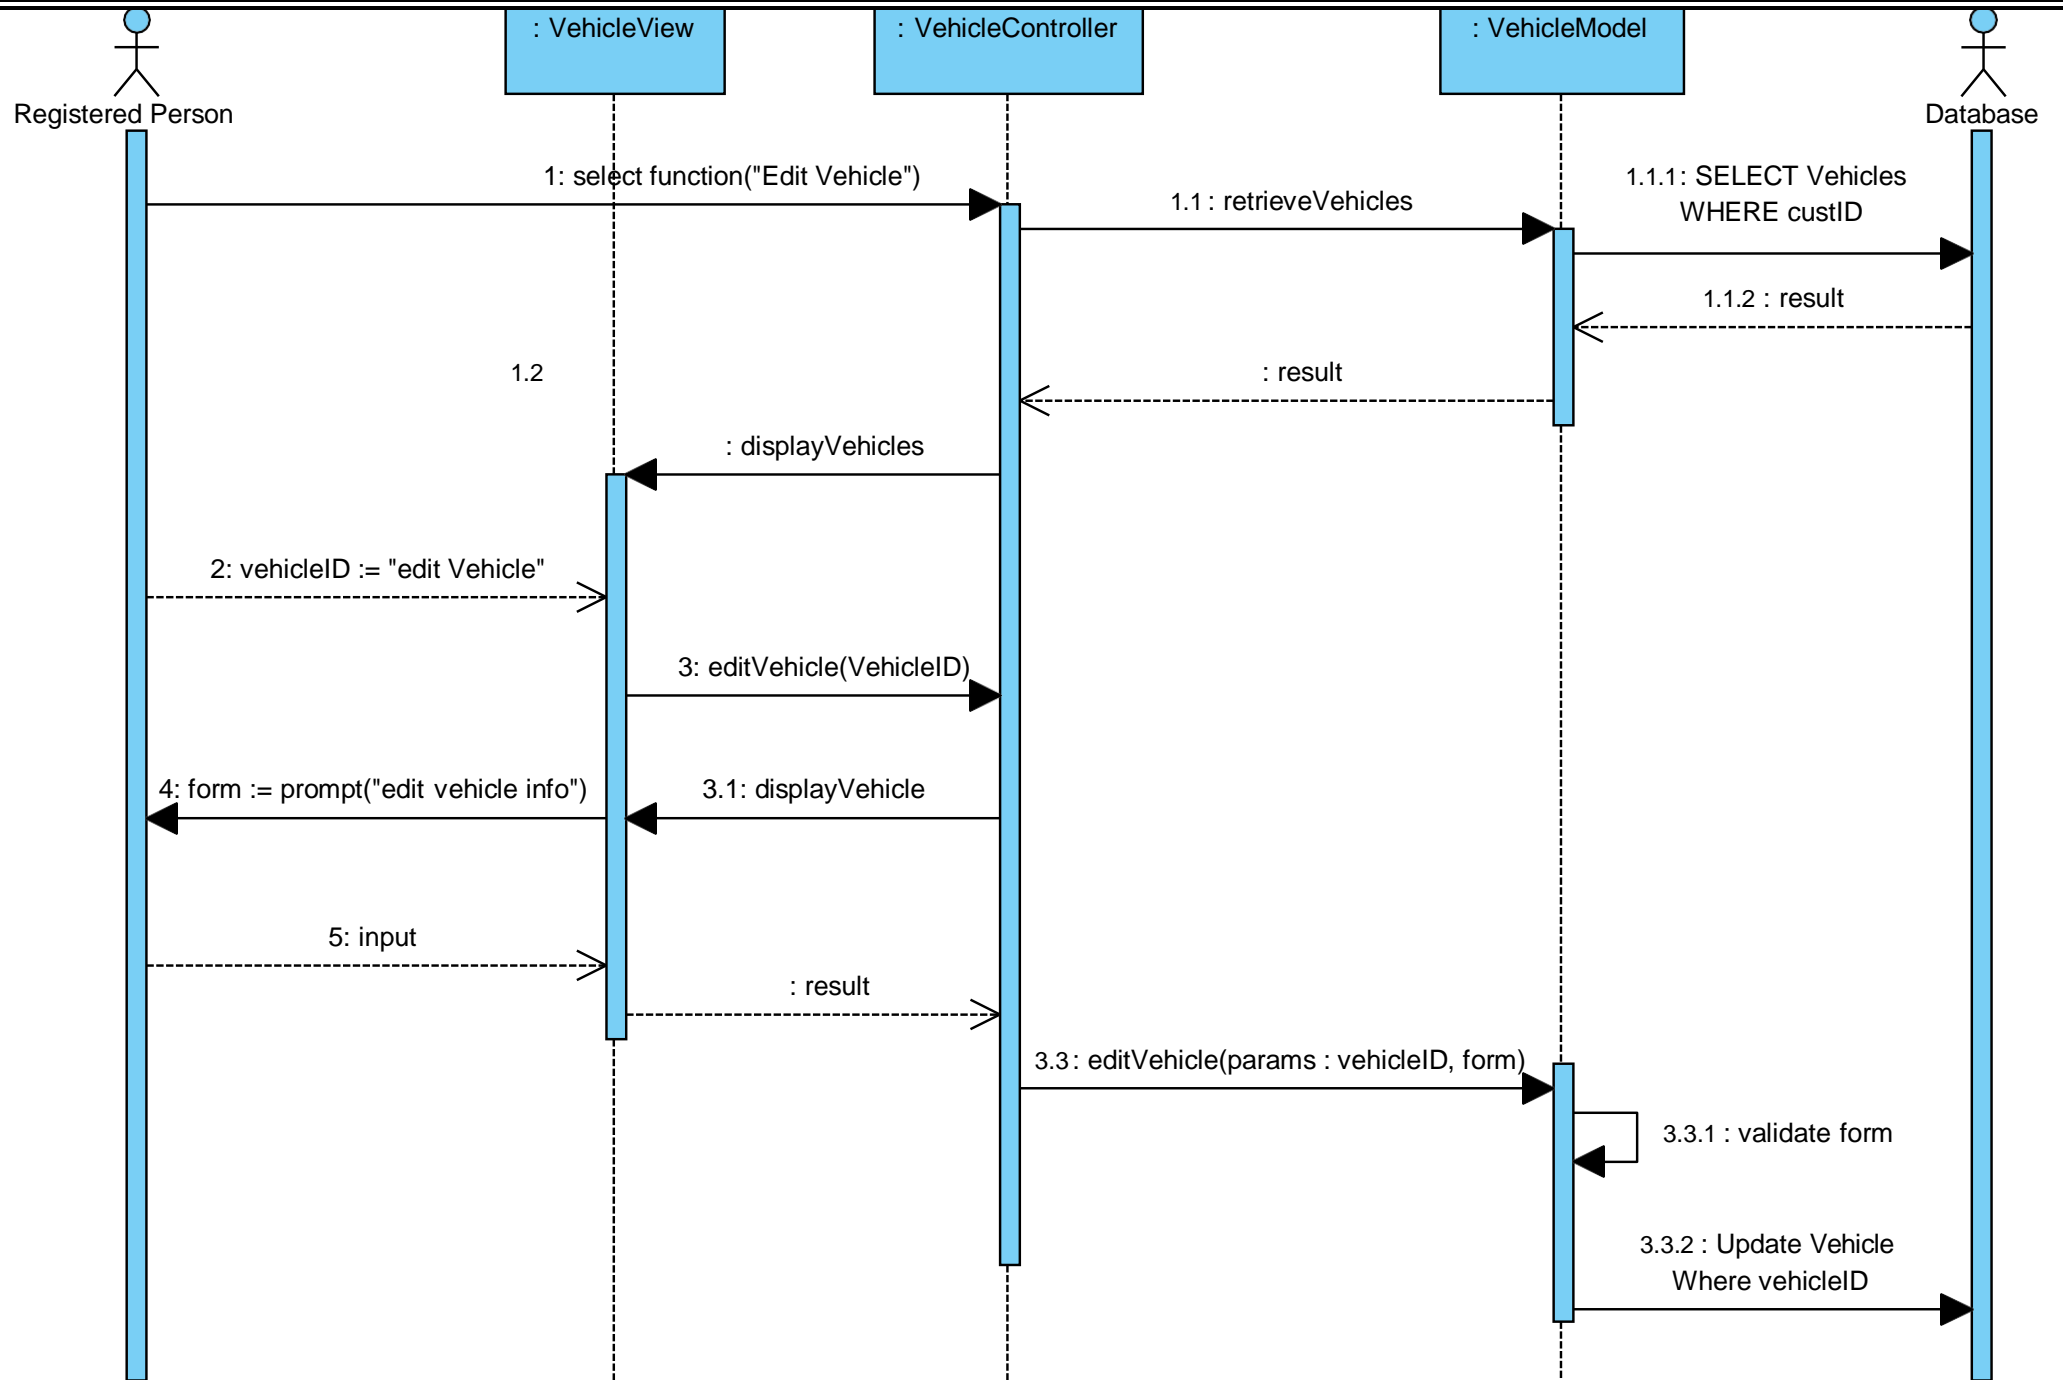 : VehicleView
: VehicleController
: VehicleModel
Registered Person
Database
1: select function("Edit Vehicle")
1.1 : retrieveVehicles
1.1.1 : SELECT Vehicles
WHERE custID
1.1.2 : result
1.2
: result
: displayVehicles
2: vehicleID := "edit Vehicle"
3: editVehicle(VehicleID)
4: form := prompt("edit vehicle info")
3.1: displayVehicle
5: input
: result
3.3 : editVehicle(params : vehicleID, form)
3.3.1 : validate form
3.3.2 : Update Vehicle
Where vehicleID